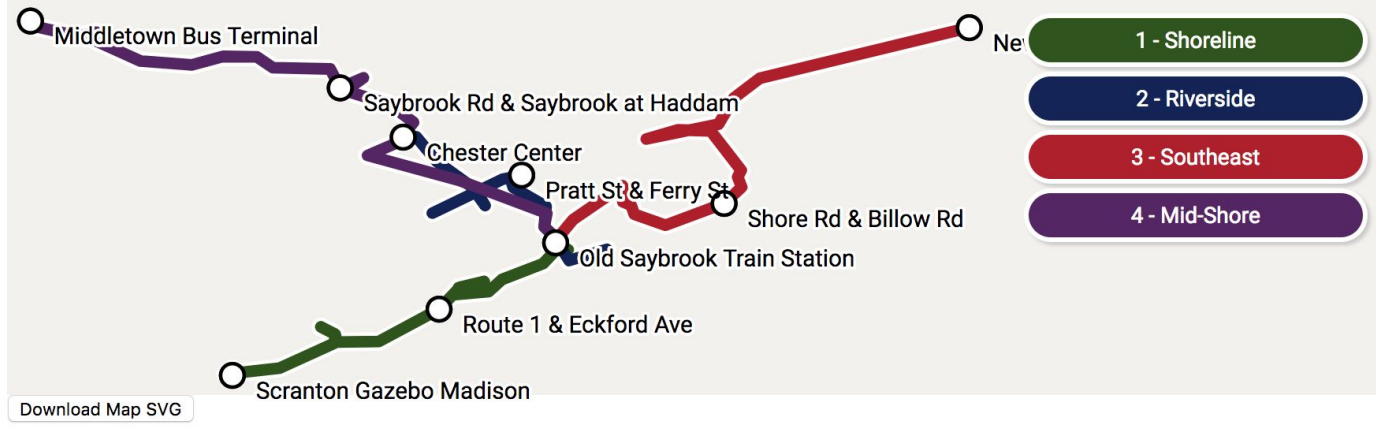 Middletown Bus Terminal
Saybrook Rd & Saybrook at Haddam
Chester Center
Pratt St & Ferry St
Shore Rd & Billow Rd
Old Saybrook Train Station
Route 1 & Eckford Ave
Scranton Gazebo Madison
1 - Shoreline
2 - Riverside
3 - Southeast
4 - Mid-Shore
Download Map SVG